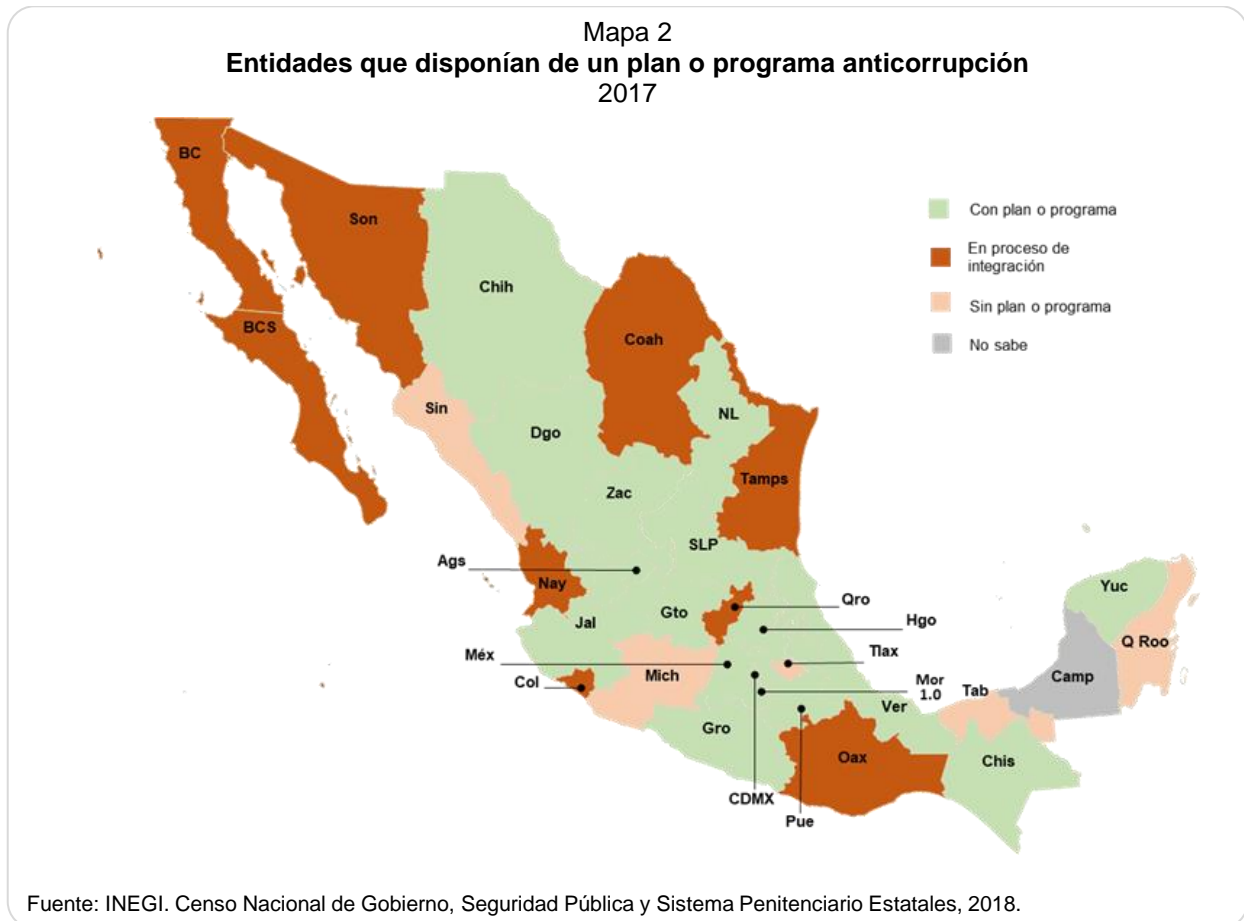 Mapa 2
Entidades que disponían de un plan o programa anticorrupción
2017
BC
Son
Chih
Coah
BCS
Sin
NL
Dgo
Tamps
Zac
SLP
Ags
Nay
Gto
Qro
Jal
Hgo
Méx
Mich
Tlax
Col
Mor
1.0
Ver
Gro
Oax
CDMX
Pue
Yuc
Q Roo
Camp
Tab
Chis
Con plan o programa
En proceso de
integración
Sin plan o programa
No sabe
Fuente: INEGI. Censo Nacional de Gobierno, Seguridad Pública y Sistema Penitenciario Estatales, 2018.